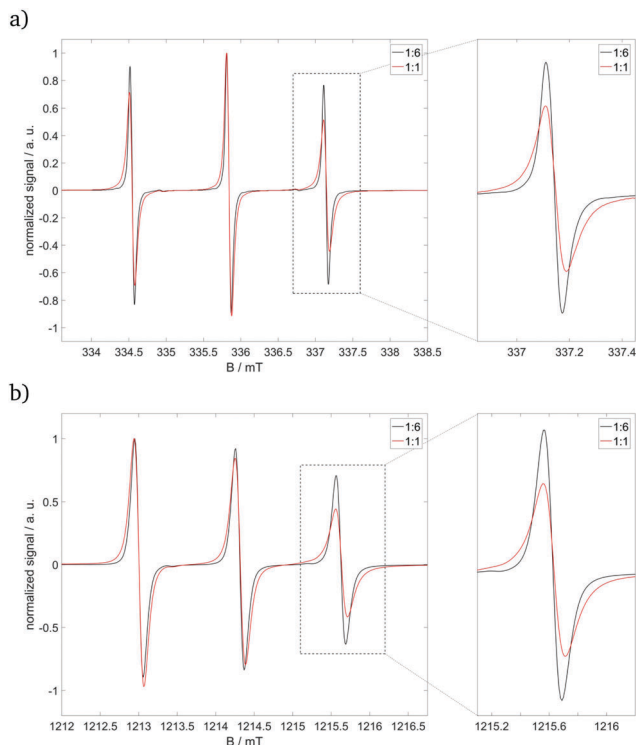 a)
1:6
1:1
1:6
1:1
1
0.8
0.6
0.4
0.2
0
-0.2
-0.4
-0.6
-0.8
-1
normalized signal / a. u.
334 334.5 335 335.5 336 336.5 337 337.5 338 338.5
B / mT
337 337.2 337.4
b)
1:6
1:1
1:6
1:1
1
0.5
0
-0.5
-1
normalized signal / a. u.
1212 1212.5 1213 1213.5 1214 1214.5 1215 1215.5 1216 1216.5
B / mT
1215.2 1215.6 1216